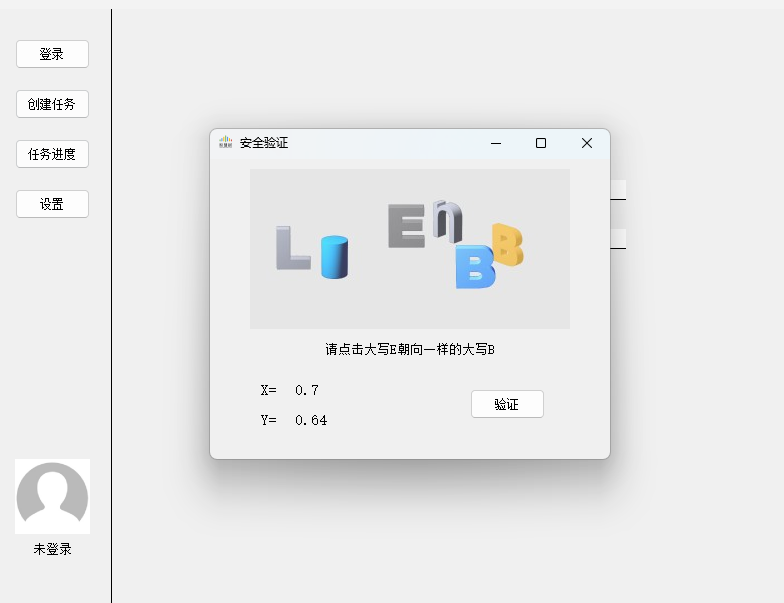 登录
创建任务
任务进度
设置
安全验证
L E n B B
请点击大写E朝向一样的大写B
X= 0.7
Y= 0.64
验证
未登录